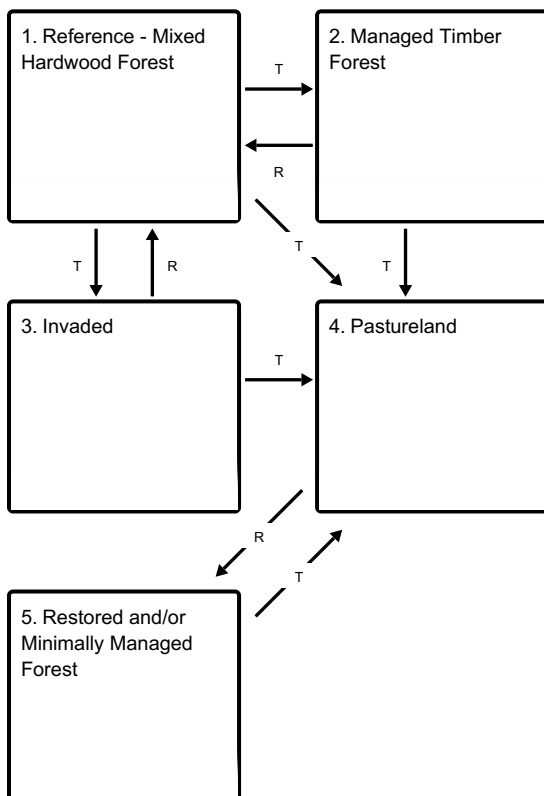 1. Reference - Mixed
Hardwood Forest
2. Managed Timber
Forest
T
R
T
T
R
T
3. Invaded
4. Pastureland
T
R
T
5. Restored and/or
Minimally Managed
Forest